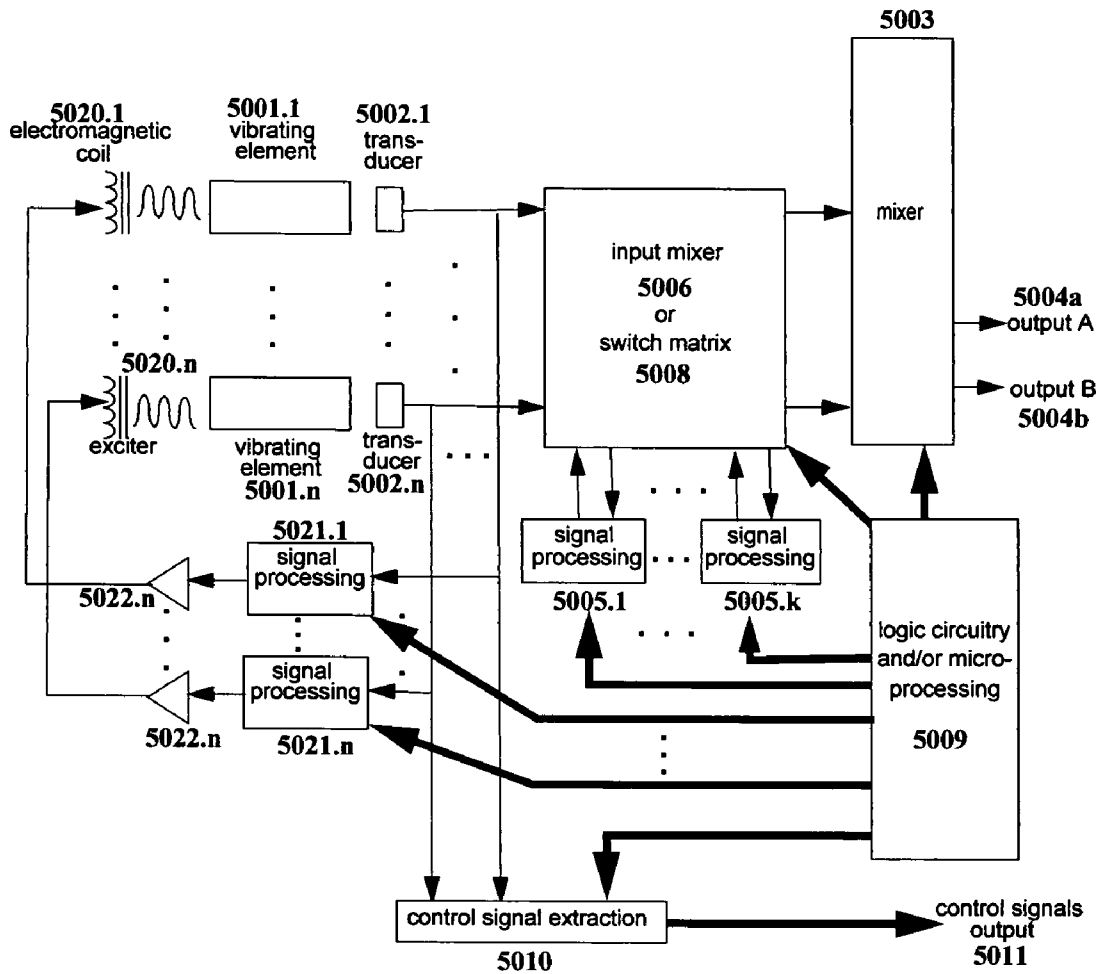 5003
5020.1
electromagnetic
coil
5001.1
vibrating
element
5002.1
trans-
ducer
mixer
input mixer
5006
or
switch matrix
5008
5004a
output A
output B
5004b
5020.n
exciter
vibrating
element
5001.n
trans-
ducer
5002.n
5021.1
signal
processing
5022.n
signal
processing
5022.n
5021.n
signal
processing
signal
processing
5005.1
5005.k
logic circuitry
and/or micro-
processing
5009
control signal extraction
5010
control signals
output
5011